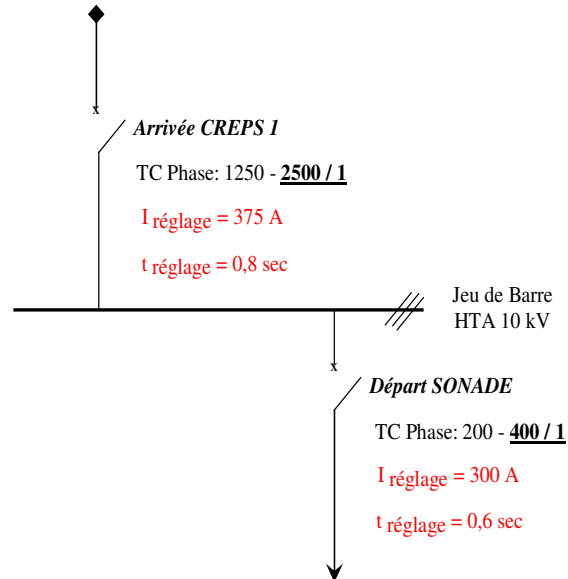 x
Arrivée CREPS 1
TC Phase: 1250 - 2500 / 1
I réglage = 375 A
t réglage = 0,8 sec
Jeu de Barre
HTA 10 kV
x
Départ SONADE
TC Phase: 200 - 400 / 1
I réglage = 300 A
t réglage = 0,6 sec